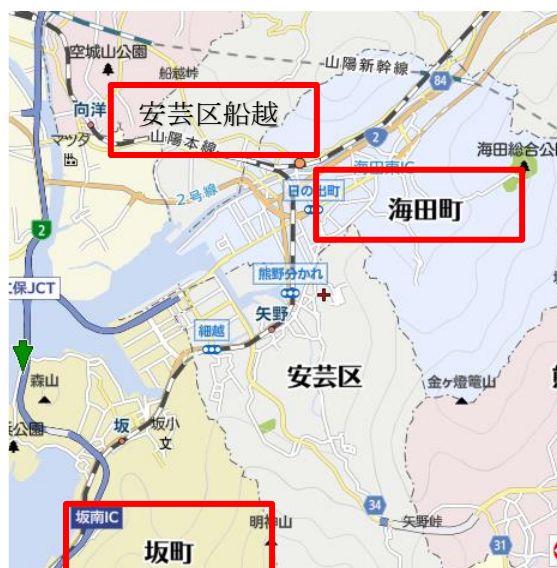 空城山公園
船越峠
山陽新幹線
84
向洋
安芸区船越
マツダ
山陽本線
2
海田総合公
海田東IC
2号線
日の出町
海田町
2
保JCT
熊野分かれ
矢野
細越
森山
安芸区
金ヶ燈籠山
公園
坂
坂小
文
34
坂南IC
明神山
矢野峠
31
坂町